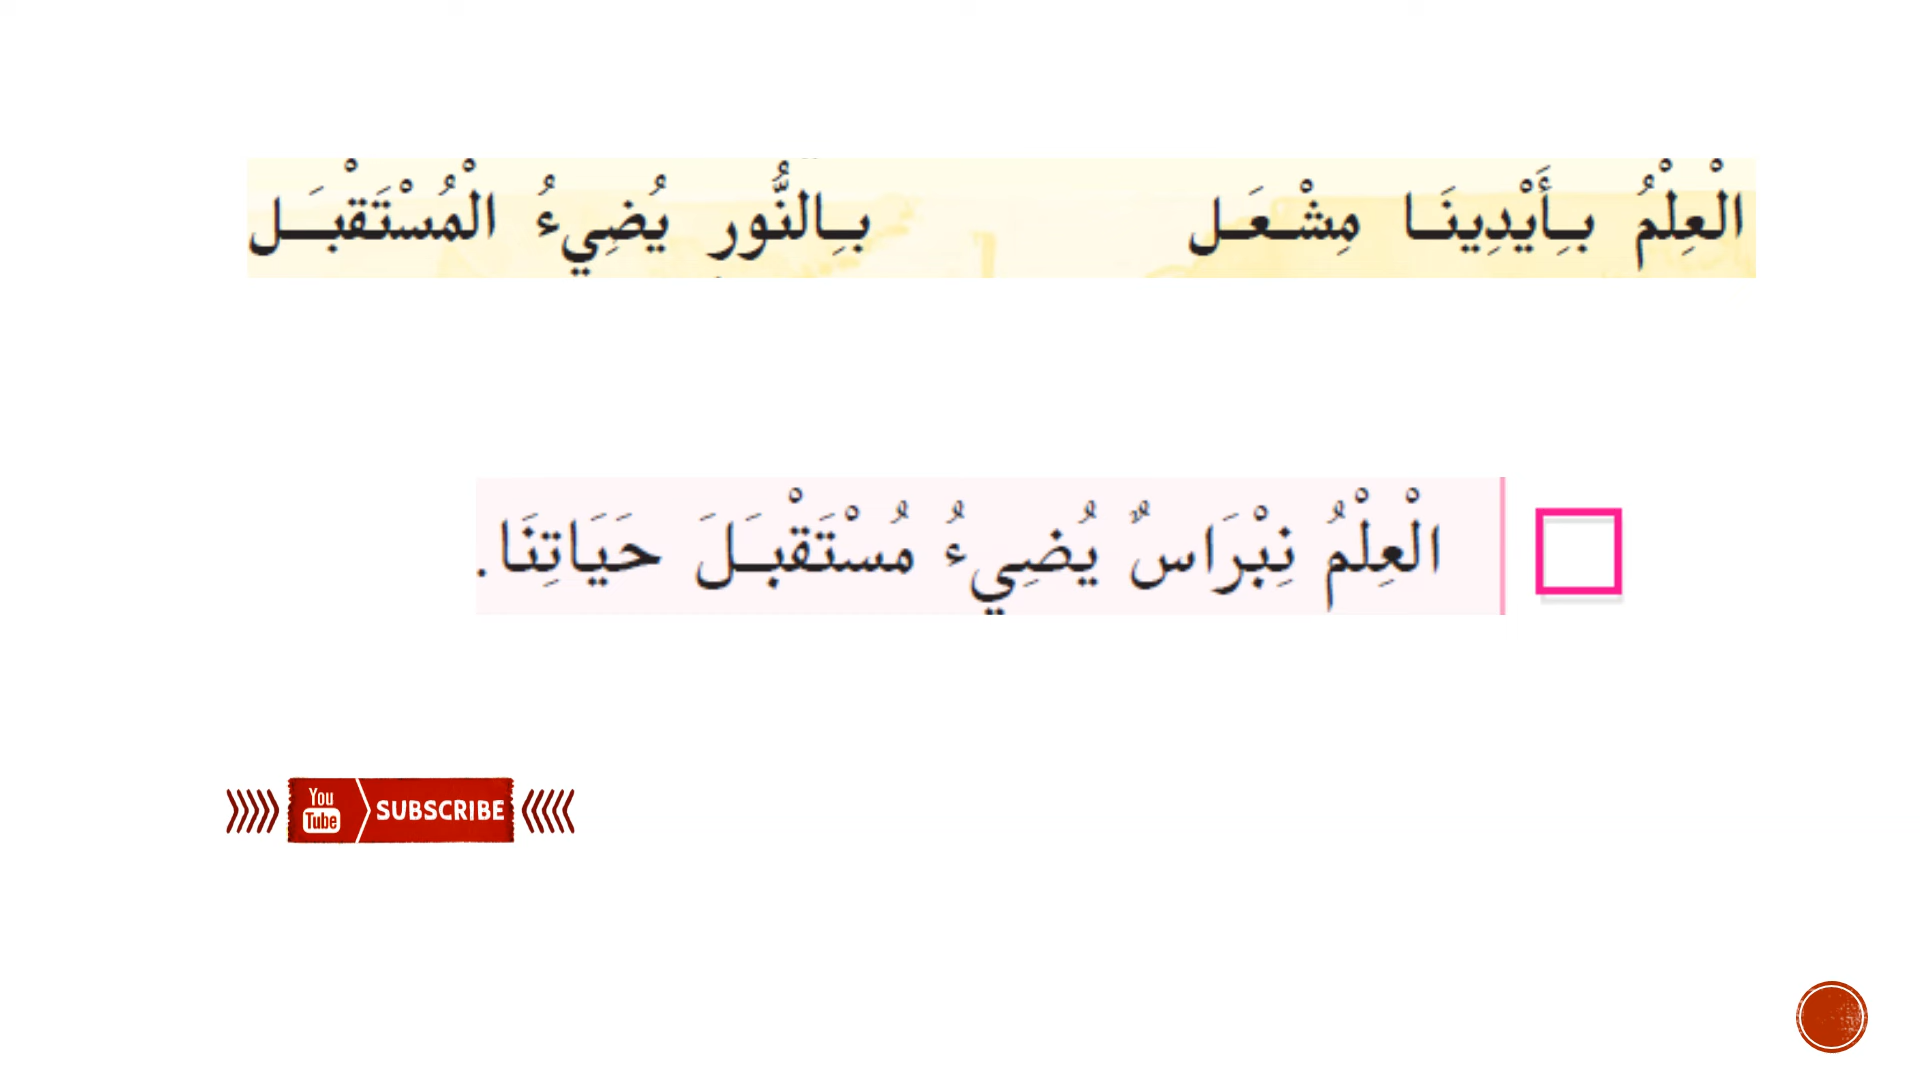 الْعِلْمُ بِأَيْدِينَا مِشْعَل بِالنُّورِ يُضِيءُ الْمُسْتَقْبَل
الْعِلْمُ نِبْرَاسٌ يُضِيءُ مُسْتَقْبَلَ حَيَاتِنَا.
You Tube SUBSCRIBE